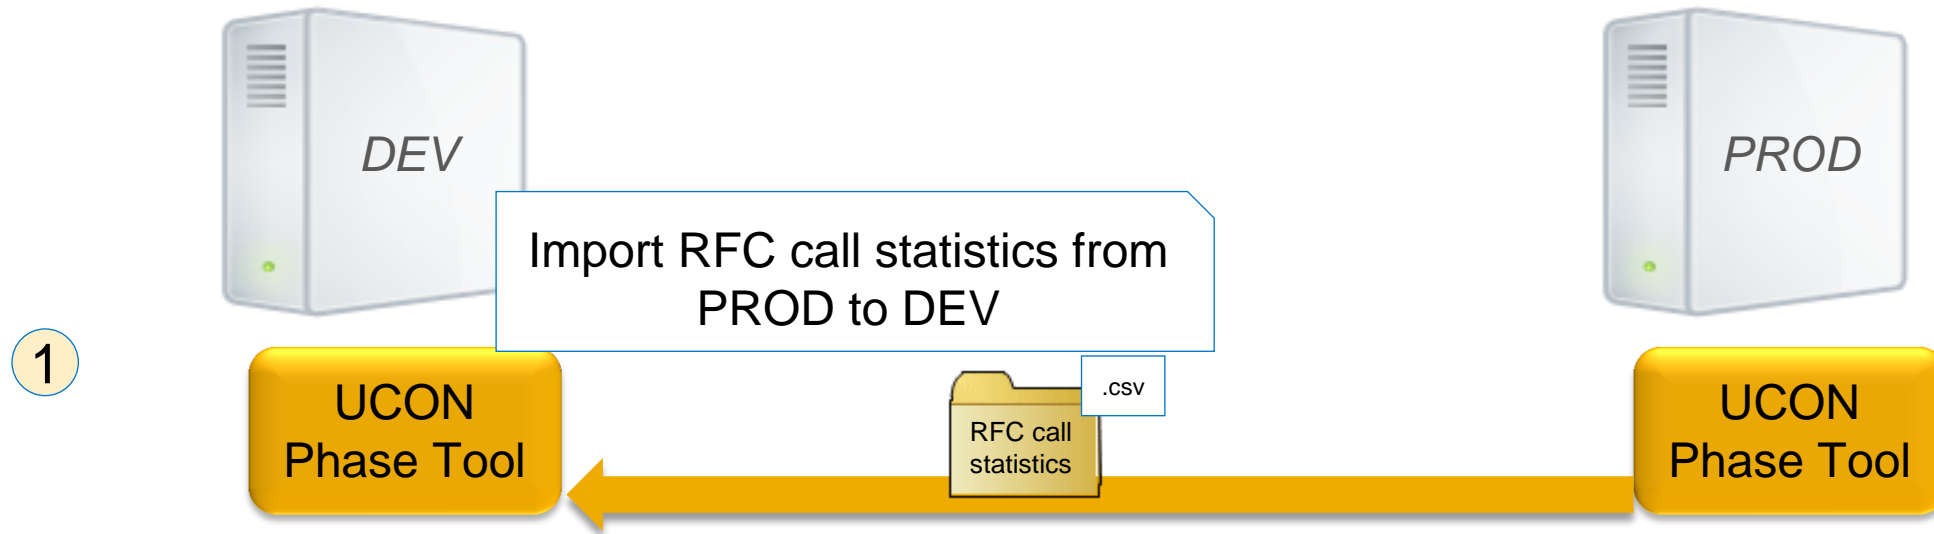 DEV
PROD
Import RFC call statistics from
PROD to DEV
1
UCON
Phase Tool
.csv
RFC call
statistics
UCON
Phase Tool